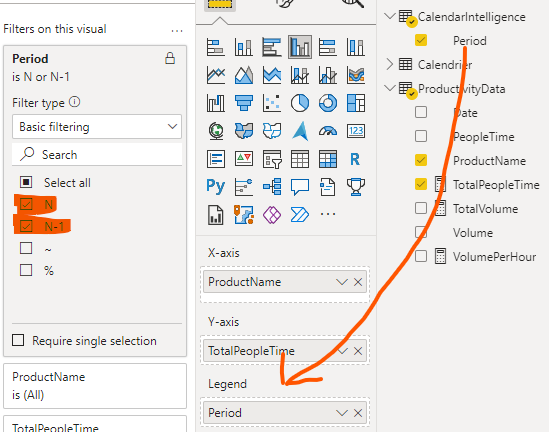 Filters on this visual ...
Period
is N or N-1
Filter type
Basic filtering
Search
Select all
N
N-1
~
%
Require single selection
ProductName
is (All)
TotalPeopleTime
123
R
Py
X-axis
ProductName
Y-axis
TotalPeopleTime
Legend
Period
CalendarIntelligence
Period
Calendrier
ProductivityData
Date
PeopleTime
ProductName
TotalPeopleTime
TotalVolume
Volume
VolumePerHour